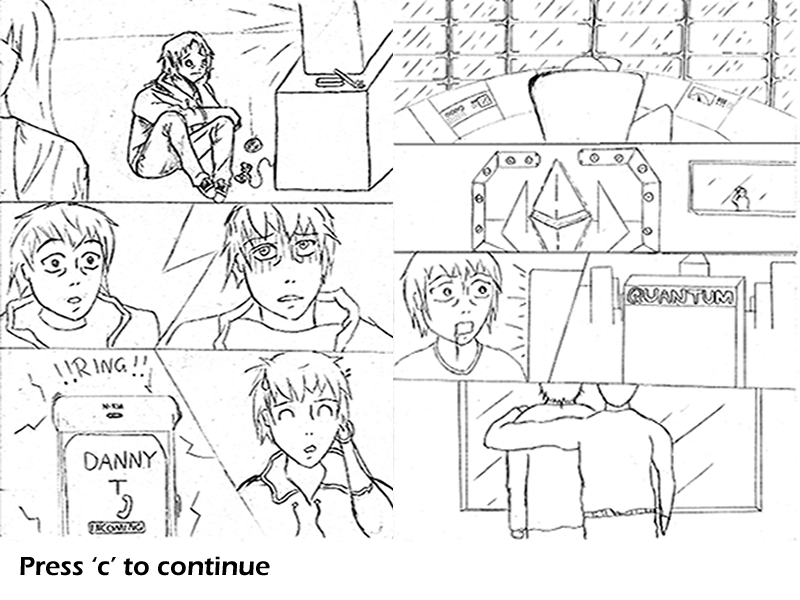 !!RING!!
DANNY
T
INCOMING
QUANTUM
Press ‘c’ to continue